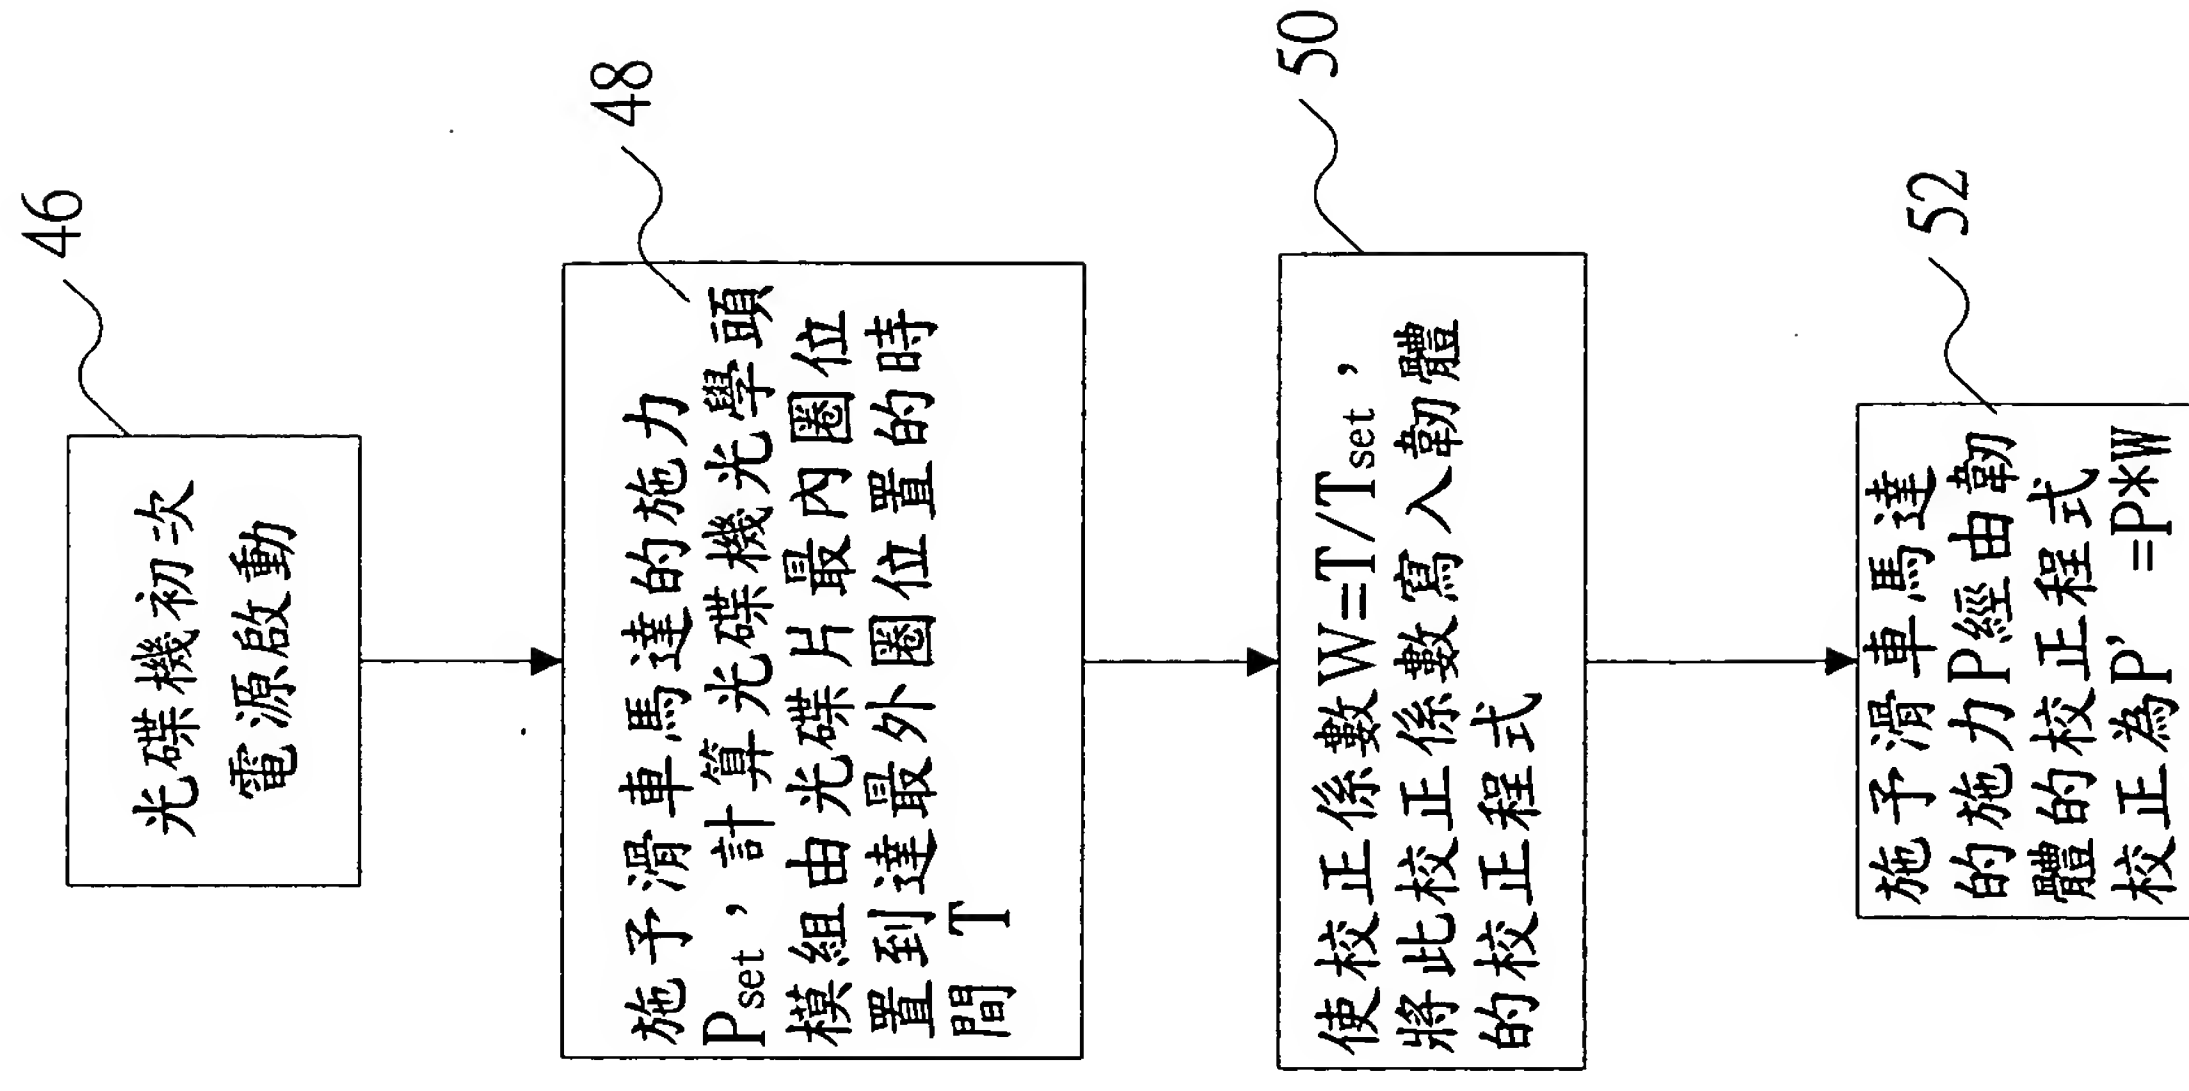 46
光碟機初次
電源啟動
48
施予滑車馬達的施力
Pset，計算光碟機光學頭
模組由光碟片最內圈位
置到達最外圈位置的時
間 T
50
使校正係數W=T/Tset，
將此校正係數寫入韌體
的校正程式
52
施予滑車馬達
的施力P經由韌
體的校正程式
校正為P' =P*W